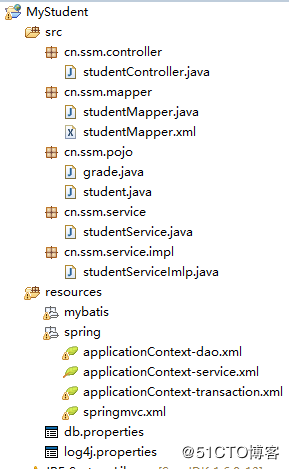 MyStudent
src
cn.ssm.controller
studentController.java
cn.ssm.mapper
studentMapper.java
studentMapper.xml
cn.ssm.pojo
grade.java
student.java
cn.ssm.service
studentService.java
cn.ssm.service.impl
studentServiceImlp.java
resources
mybatis
spring
applicationContext-dao.xml
applicationContext-service.xml
applicationContext-transaction.xml
springmvc.xml
db.properties
log4j.properties
@51CTO博客